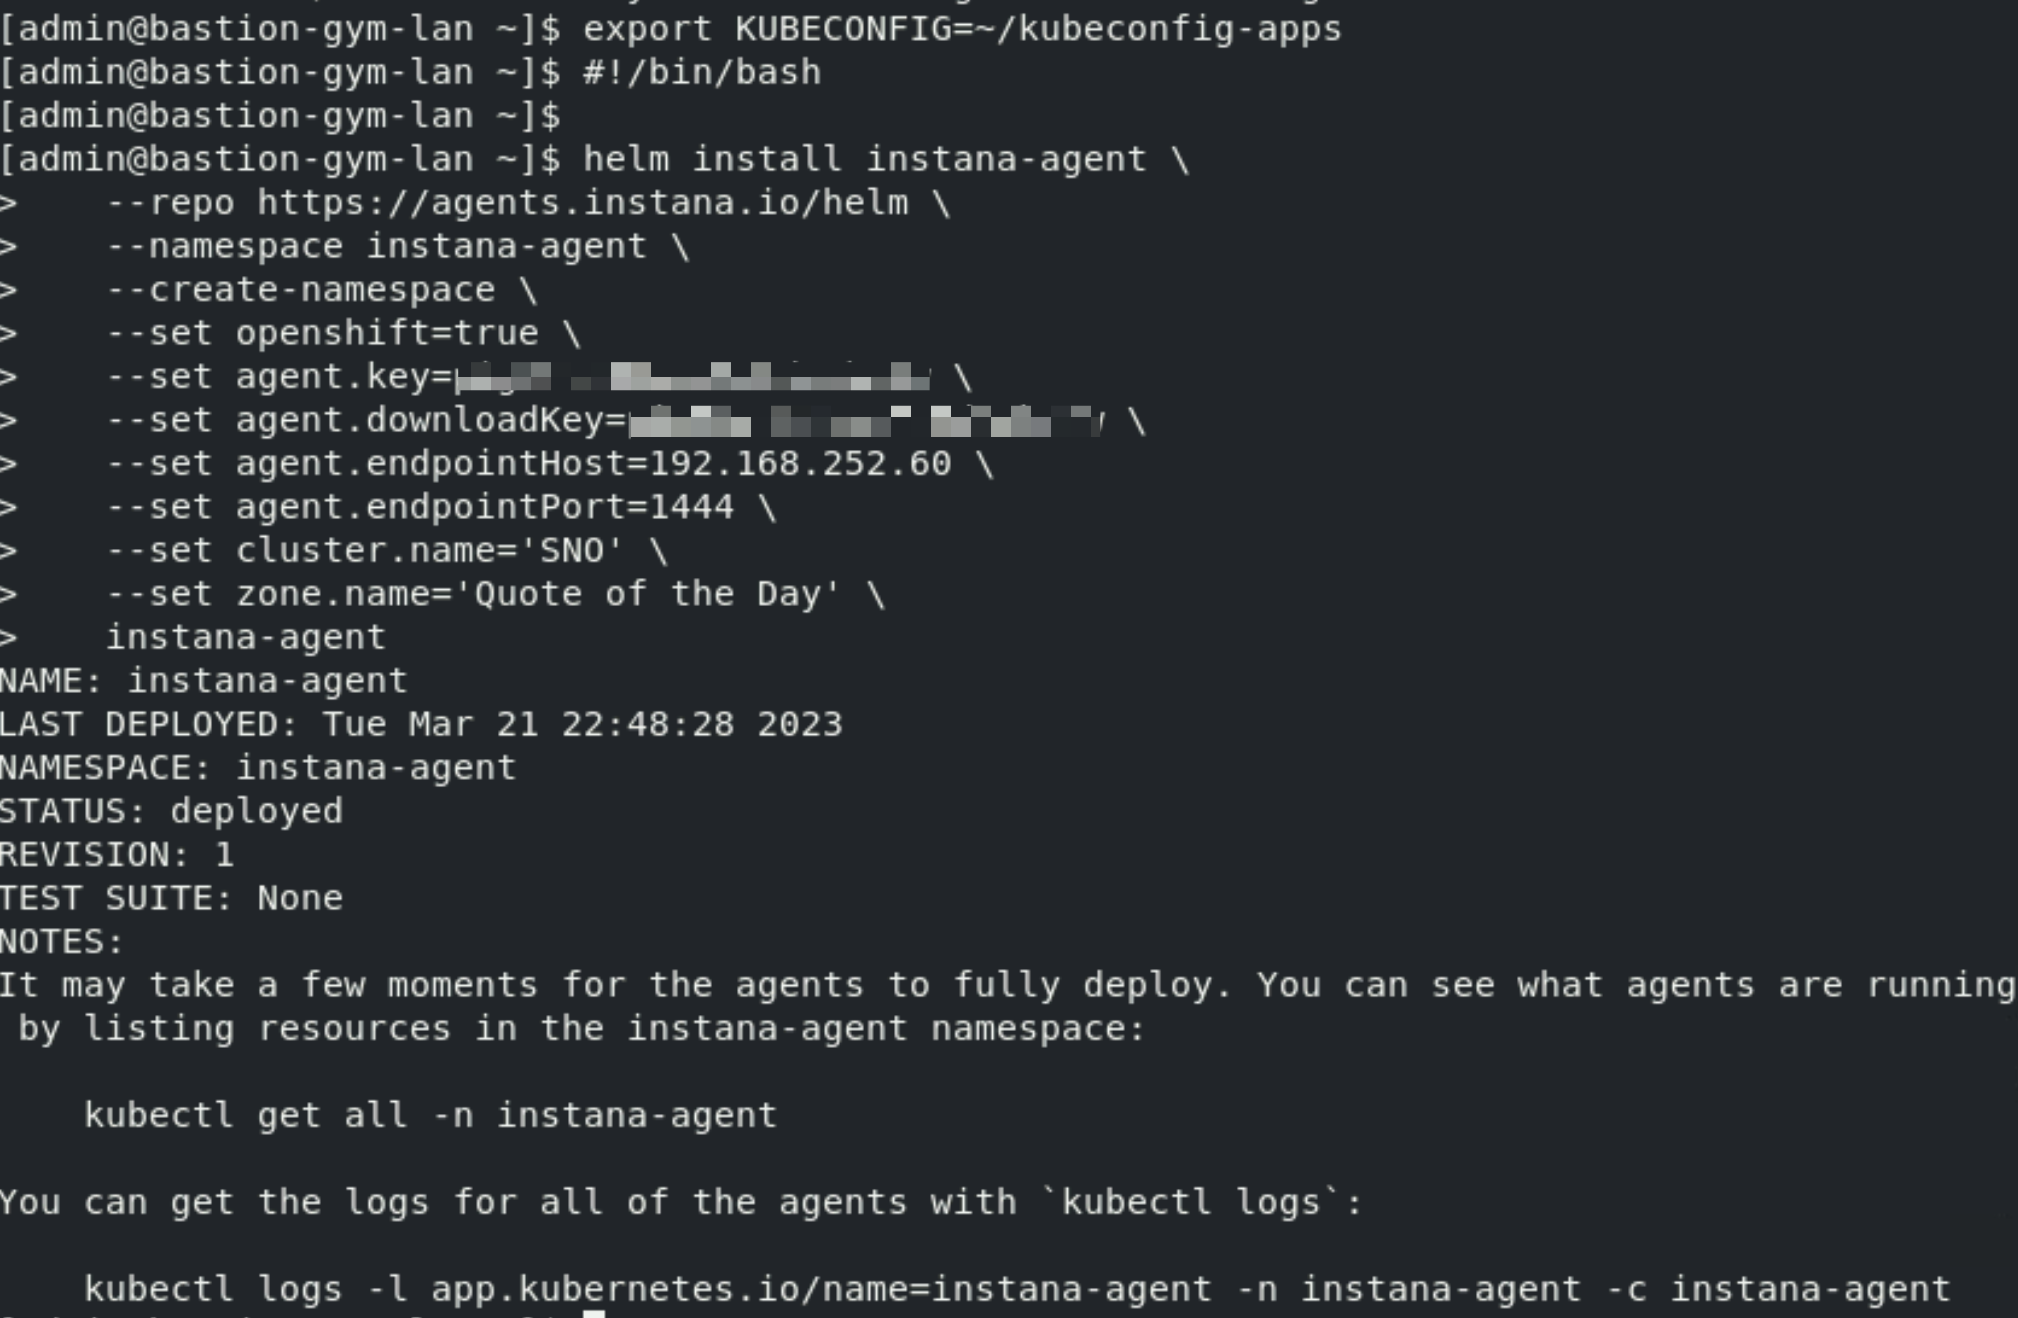 [admin@bastion-gym-lan ~]$ export KUBECONFIG=~/kubeconfig-apps
[admin@bastion-gym-lan ~]$ #!/bin/bash
[admin@bastion-gym-lan ~]$
[admin@bastion-gym-lan ~]$ helm install instana-agent \
>    --repo https://agents.instana.io/helm \
>    --namespace instana-agent \
>    --create-namespace \
>    --set openshift=true \
>    --set agent.key= \
>    --set agent.downloadKey= \
>    --set agent.endpointHost=192.168.252.60 \
>    --set agent.endpointPort=1444 \
>    --set cluster.name='SNO' \
>    --set zone.name='Quote of the Day' \
>    instana-agent
NAME: instana-agent
LAST DEPLOYED: Tue Mar 21 22:48:28 2023
NAMESPACE: instana-agent
STATUS: deployed
REVISION: 1
TEST SUITE: None
NOTES:
It may take a few moments for the agents to fully deploy. You can see what agents are running
 by listing resources in the instana-agent namespace:
    kubectl get all -n instana-agent
You can get the logs for all of the agents with `kubectl logs`:
    kubectl logs -l app.kubernetes.io/name=instana-agent -n instana-agent -c instana-agent